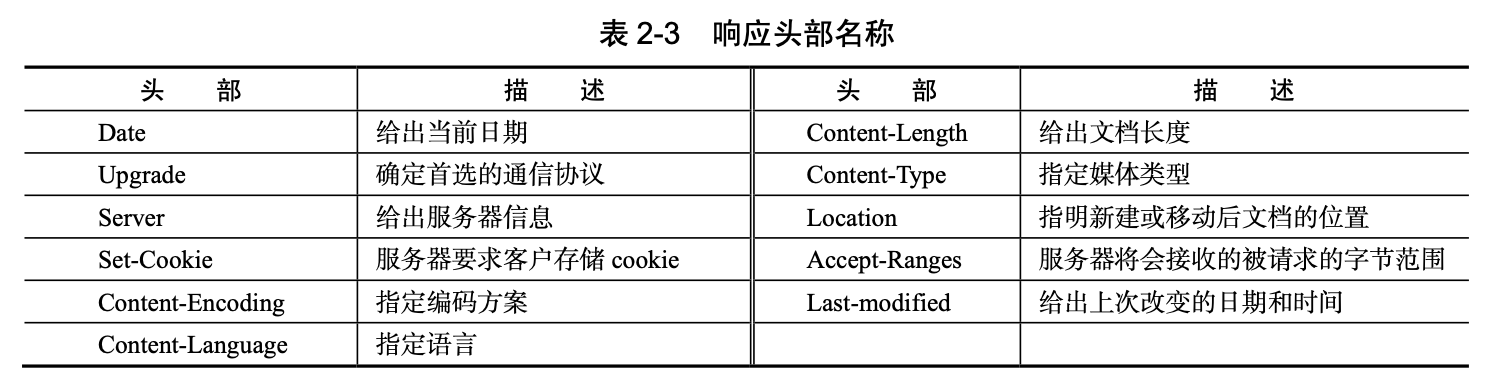 表 2-3 响应头部名称
头 部 描 述 头 部 描 述
Date 给出当前日期 Content-Length 给出文档长度
Upgrade 确定首选的通信协议 Content-Type 指定媒体类型
Server 给出服务器信息 Location 指明新建或移动后文档的位置
Set-Cookie 服务器要求客户存储 cookie Accept-Ranges 服务器将会接收的被请求的字节范围
Content-Encoding 指定编码方案 Last-modified 给出上次改变的日期和时间
Content-Language 指定语言